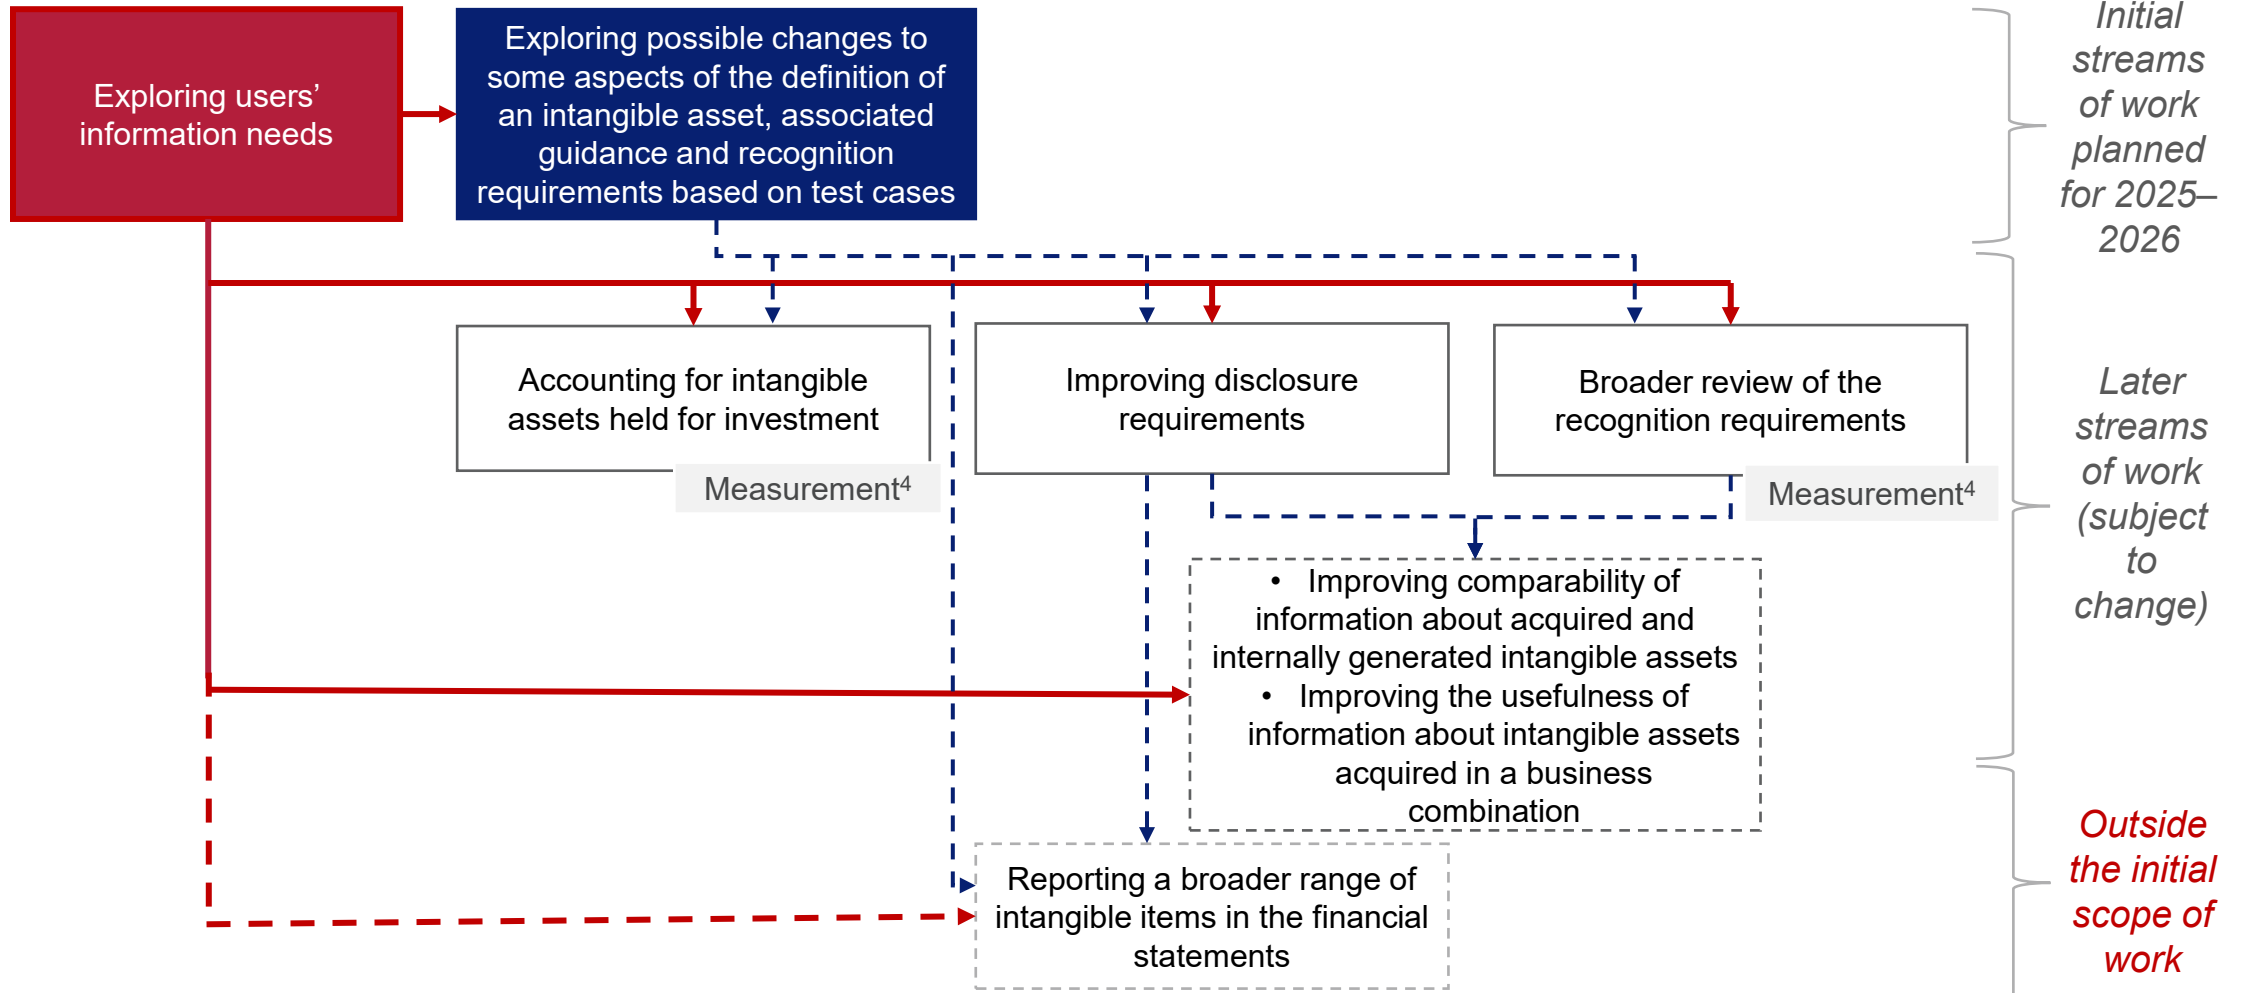 Exploring users’
information needs
Exploring possible changes to
some aspects of the definition of
an intangible asset, associated
guidance and recognition
requirements based on test cases
Initial
streams
of work
planned
for 2025–
2026
Accounting for intangible
assets held for investment
Measurement⁴
Improving disclosure
requirements
Broader review of the
recognition requirements
Measurement⁴
Later
streams
of work
(subject
to
change)
• Improving comparability of
information about acquired and
internally generated intangible assets
• Improving the usefulness of
information about intangible assets
acquired in a business
combination
Reporting a broader range of
intangible items in the financial
statements
Outside
the initial
scope of
work